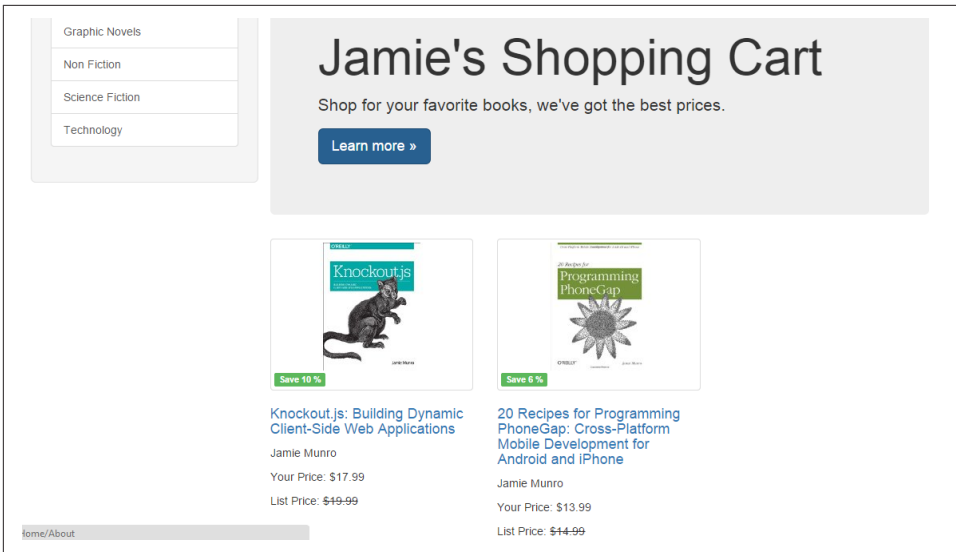 Graphic Novels
Non Fiction
Science Fiction
Technology
Jamie's Shopping Cart
Shop for your favorite books, we've got the best prices.
Learn more »
O'REILLY
Knockout.js
Jamie Munro
Save 10 %
Knockout.js: Building Dynamic
Client-Side Web Applications
Jamie Munro
Your Price: $17.99
List Price: $19.99
20 Recipes for
Programming
PhoneGap
O'REILLY
Jamie Munro
Save 6 %
20 Recipes for Programming
PhoneGap: Cross-Platform
Mobile Development for
Android and iPhone
Jamie Munro
Your Price: $13.99
List Price: $14.99
Home/About